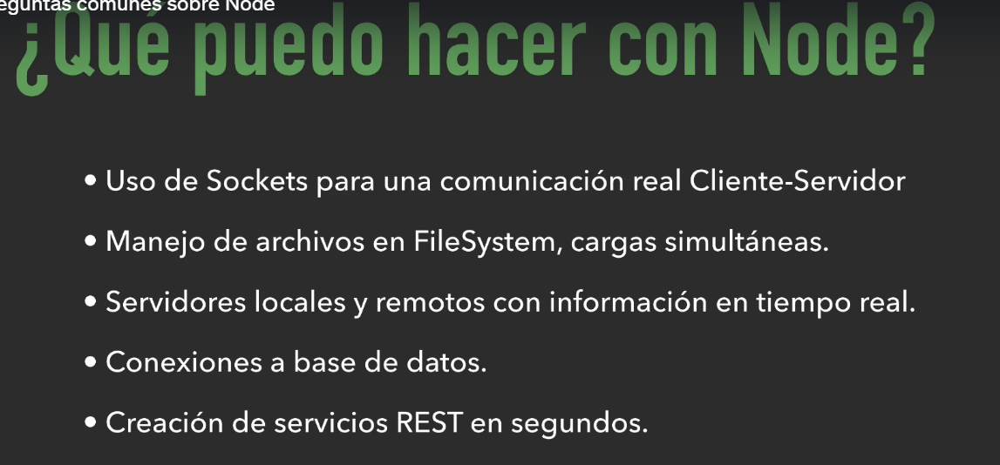 eguntas comunes sobre Node
¿Qué puedo hacer con Node?
• Uso de Sockets para una comunicación real Cliente-Servidor
• Manejo de archivos en FileSystem, cargas simultáneas.
• Servidores locales y remotos con información en tiempo real.
• Conexiones a base de datos.
• Creación de servicios REST en segundos.